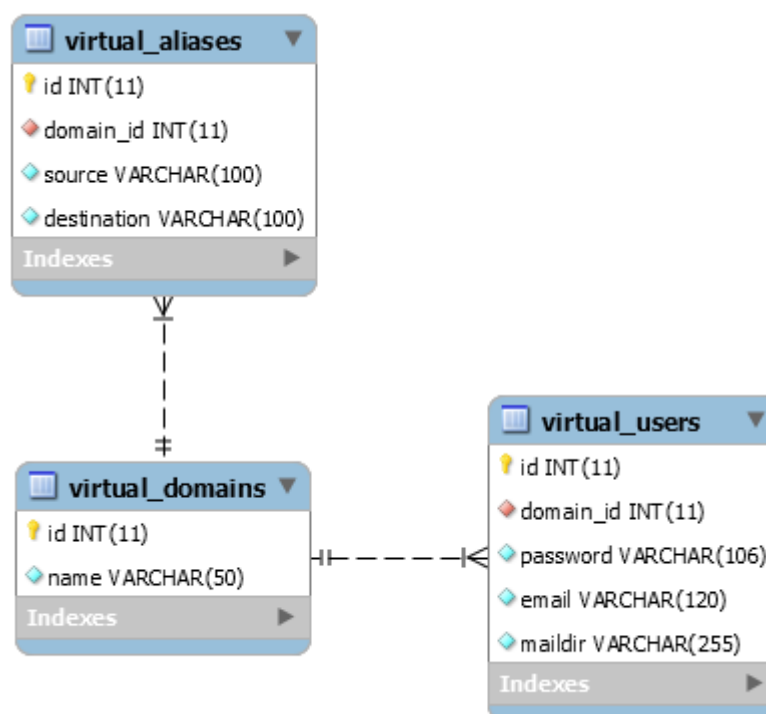 virtual_aliases
id INT(11)
domain_id INT(11)
source VARCHAR(100)
destination VARCHAR(100)
Indexes
virtual_domains
id INT(11)
name VARCHAR(50)
Indexes
virtual_users
id INT(11)
domain_id INT(11)
password VARCHAR(106)
email VARCHAR(120)
maildir VARCHAR(255)
Indexes